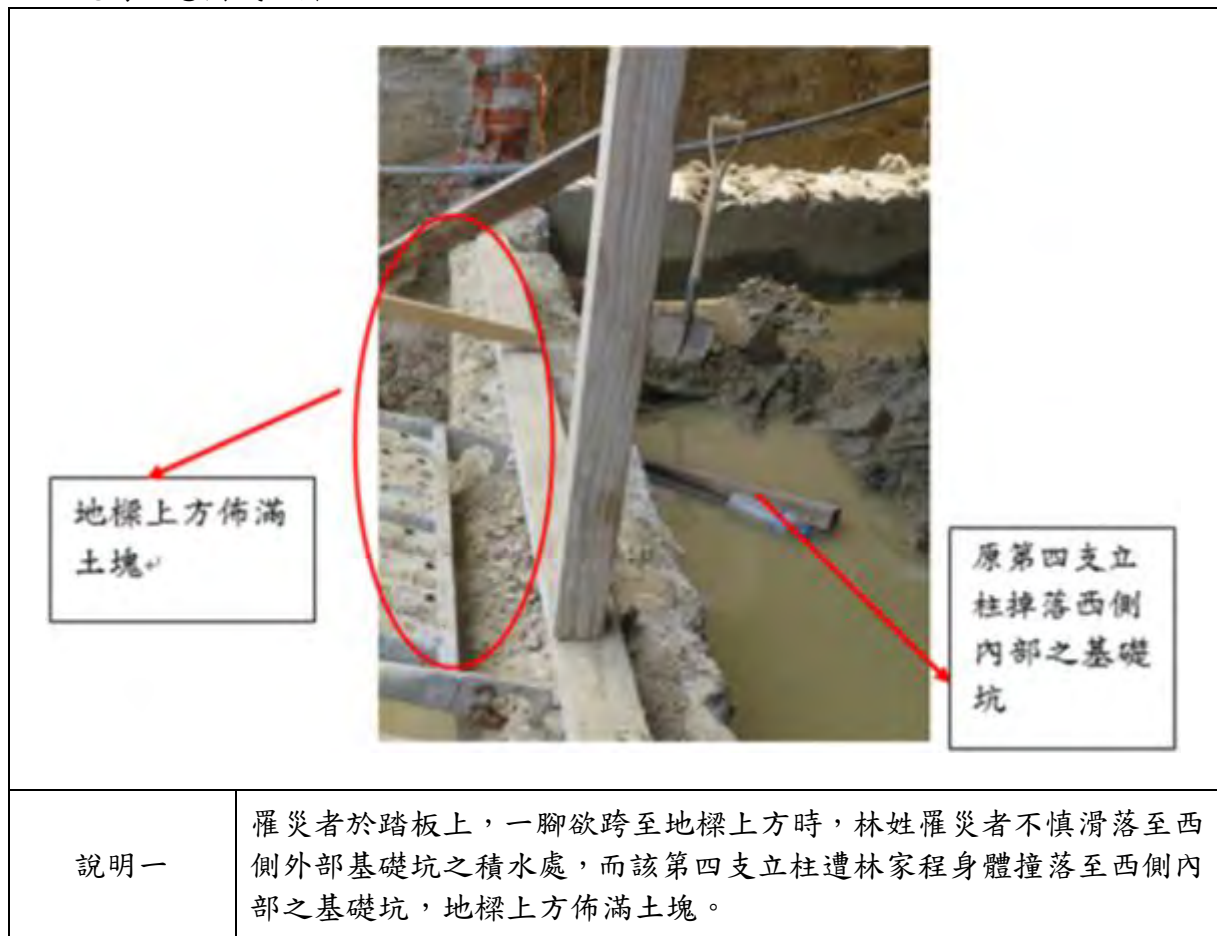 地樑上方佈滿
土塊
原第四支立
柱掉落西側
內部之基礎
坑
說明一
罹災者於踏板上，一腳欲跨至地樑上方時，林姓罹災者不慎滑落至西
側外部基礎坑之積水處，而該第四支立柱遭林家程身體撞落至西側內
部之基礎坑，地樑上方佈滿土塊。